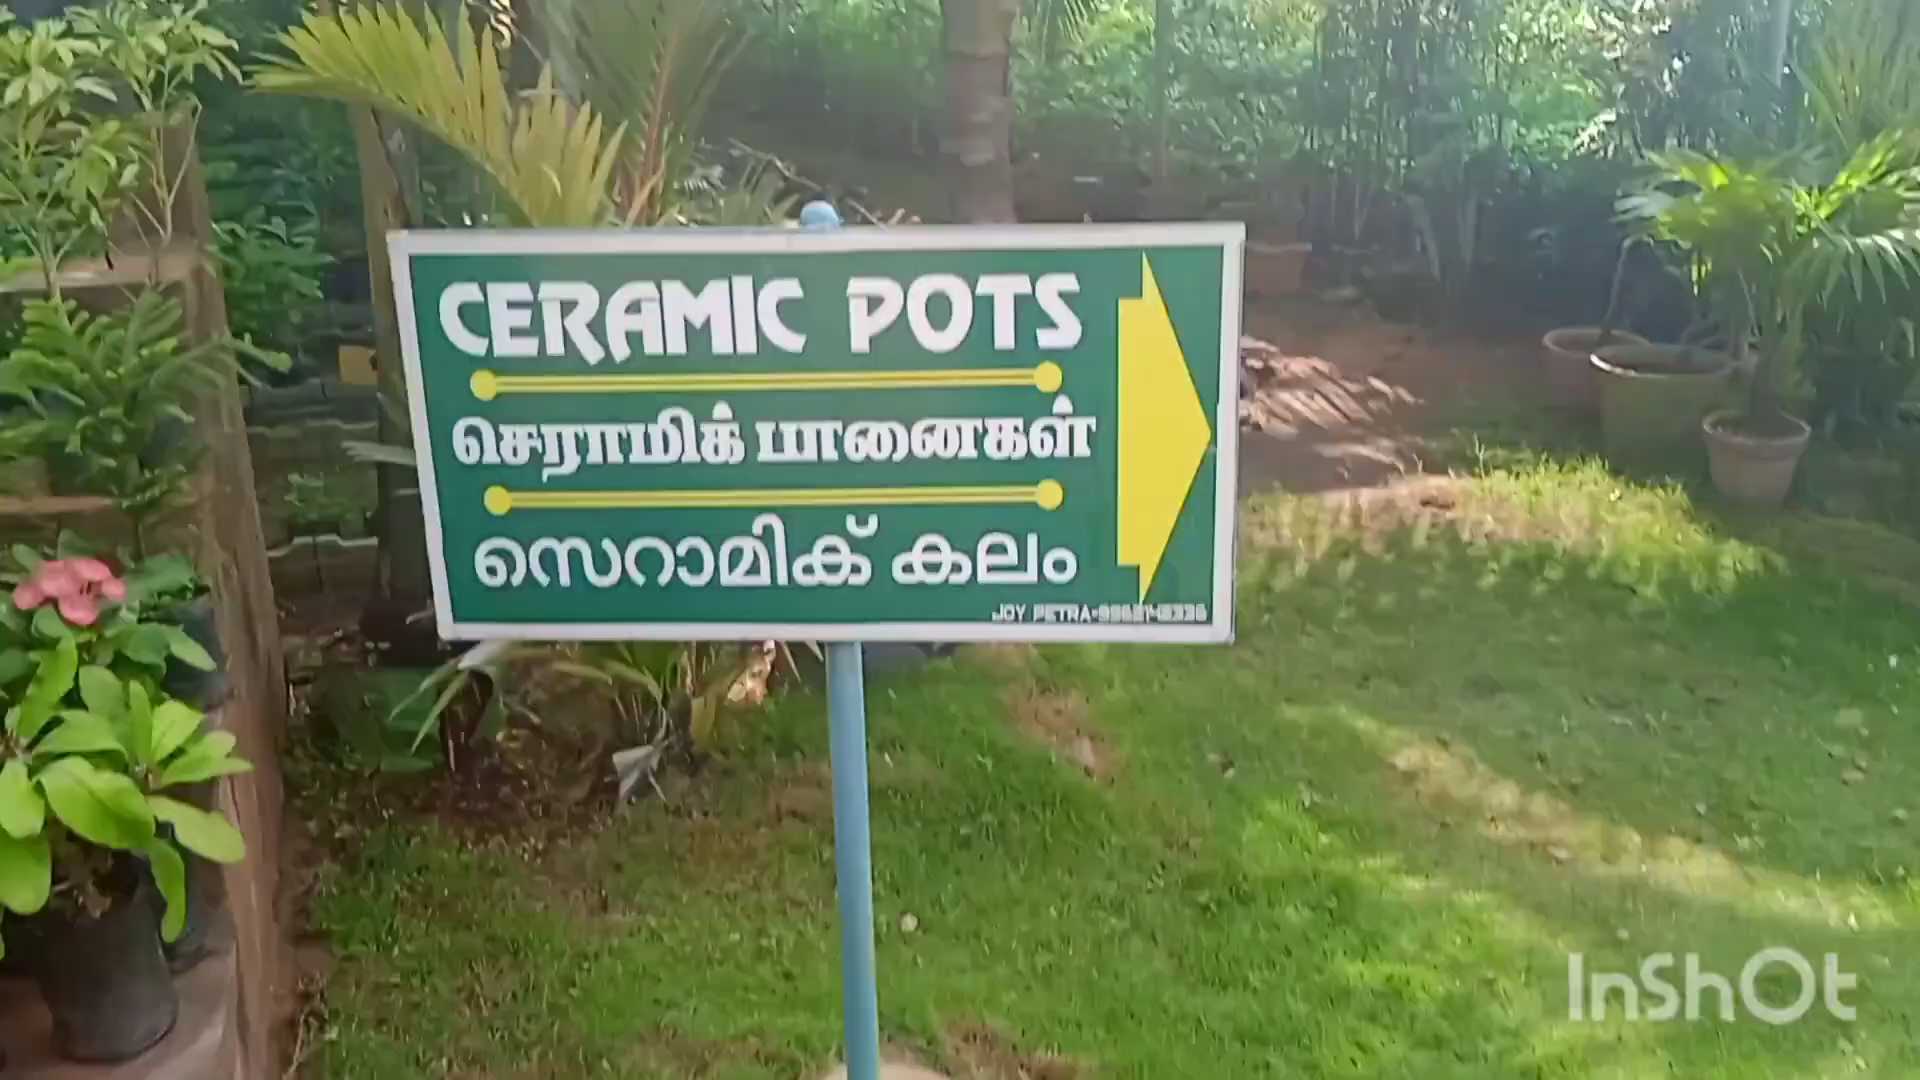 CERAMIC POTS
செராமிக் பானைகள்
സെറാമിക് കലം
JOY PETRA
InShOt